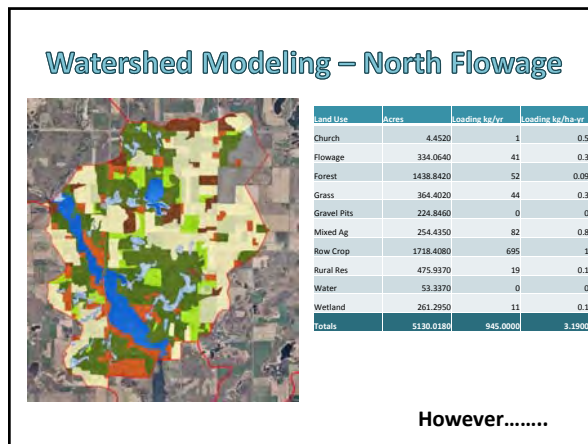 Watershed Modeling – North Flowage
Land Use Acres Loading kg/yr Loading kg/ha-yr
Church 4.4520 1 0.5
Flowage 334.0640 41 0.3
Forest 1438.8420 52 0.09
Grass 364.4020 44 0.3
Gravel Pits 224.8460 0 0
Mixed Ag 254.4350 82 0.8
Row Crop 1718.4080 695 1
Rural Res 475.9370 19 0.1
Water 53.3370 0 0
Wetland 261.2950 11 0.1
Totals 5130.0180 945.0000 3.1900
However........